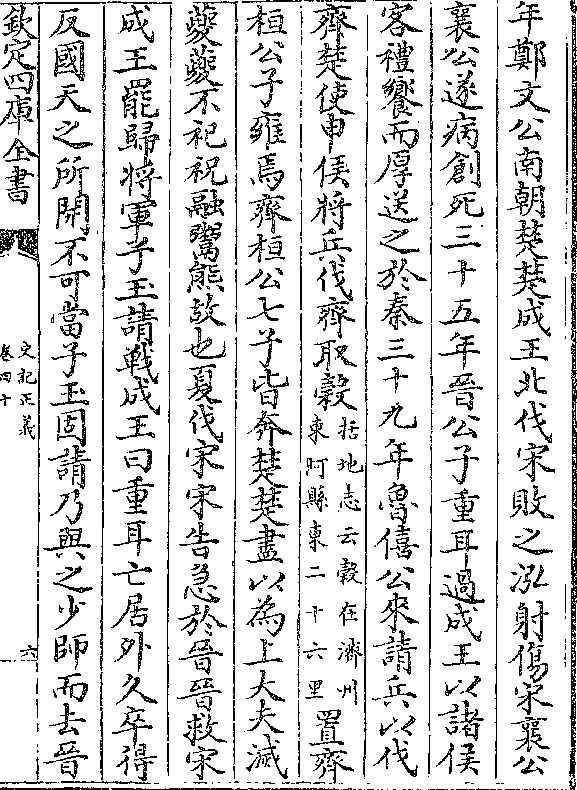 年鄭文公南朝楚楚成王北伐宋敗之泓射傷宋襄公
襄公遂病創死三十五年晉公子重耳過成王以諸侯
客禮饗而厚送之於秦三十九年魯僖公來請兵以伐
齊楚使申侯將兵伐齊取穀括地志云穀在濟州東阿縣東二十六里置齊
桓公子雍焉齊桓公七子皆奔楚楚盡以為上大夫滅
夔夔不祀祝融鬻熊故也夏伐宋宋告急於晉晉救宋
成王罷歸將軍子玉請戰成王曰重耳亡居外久卒得
反國天之所開不可當子玉固請乃與之少師而去晉
欽定四庫全書
史記正義
卷四十
六